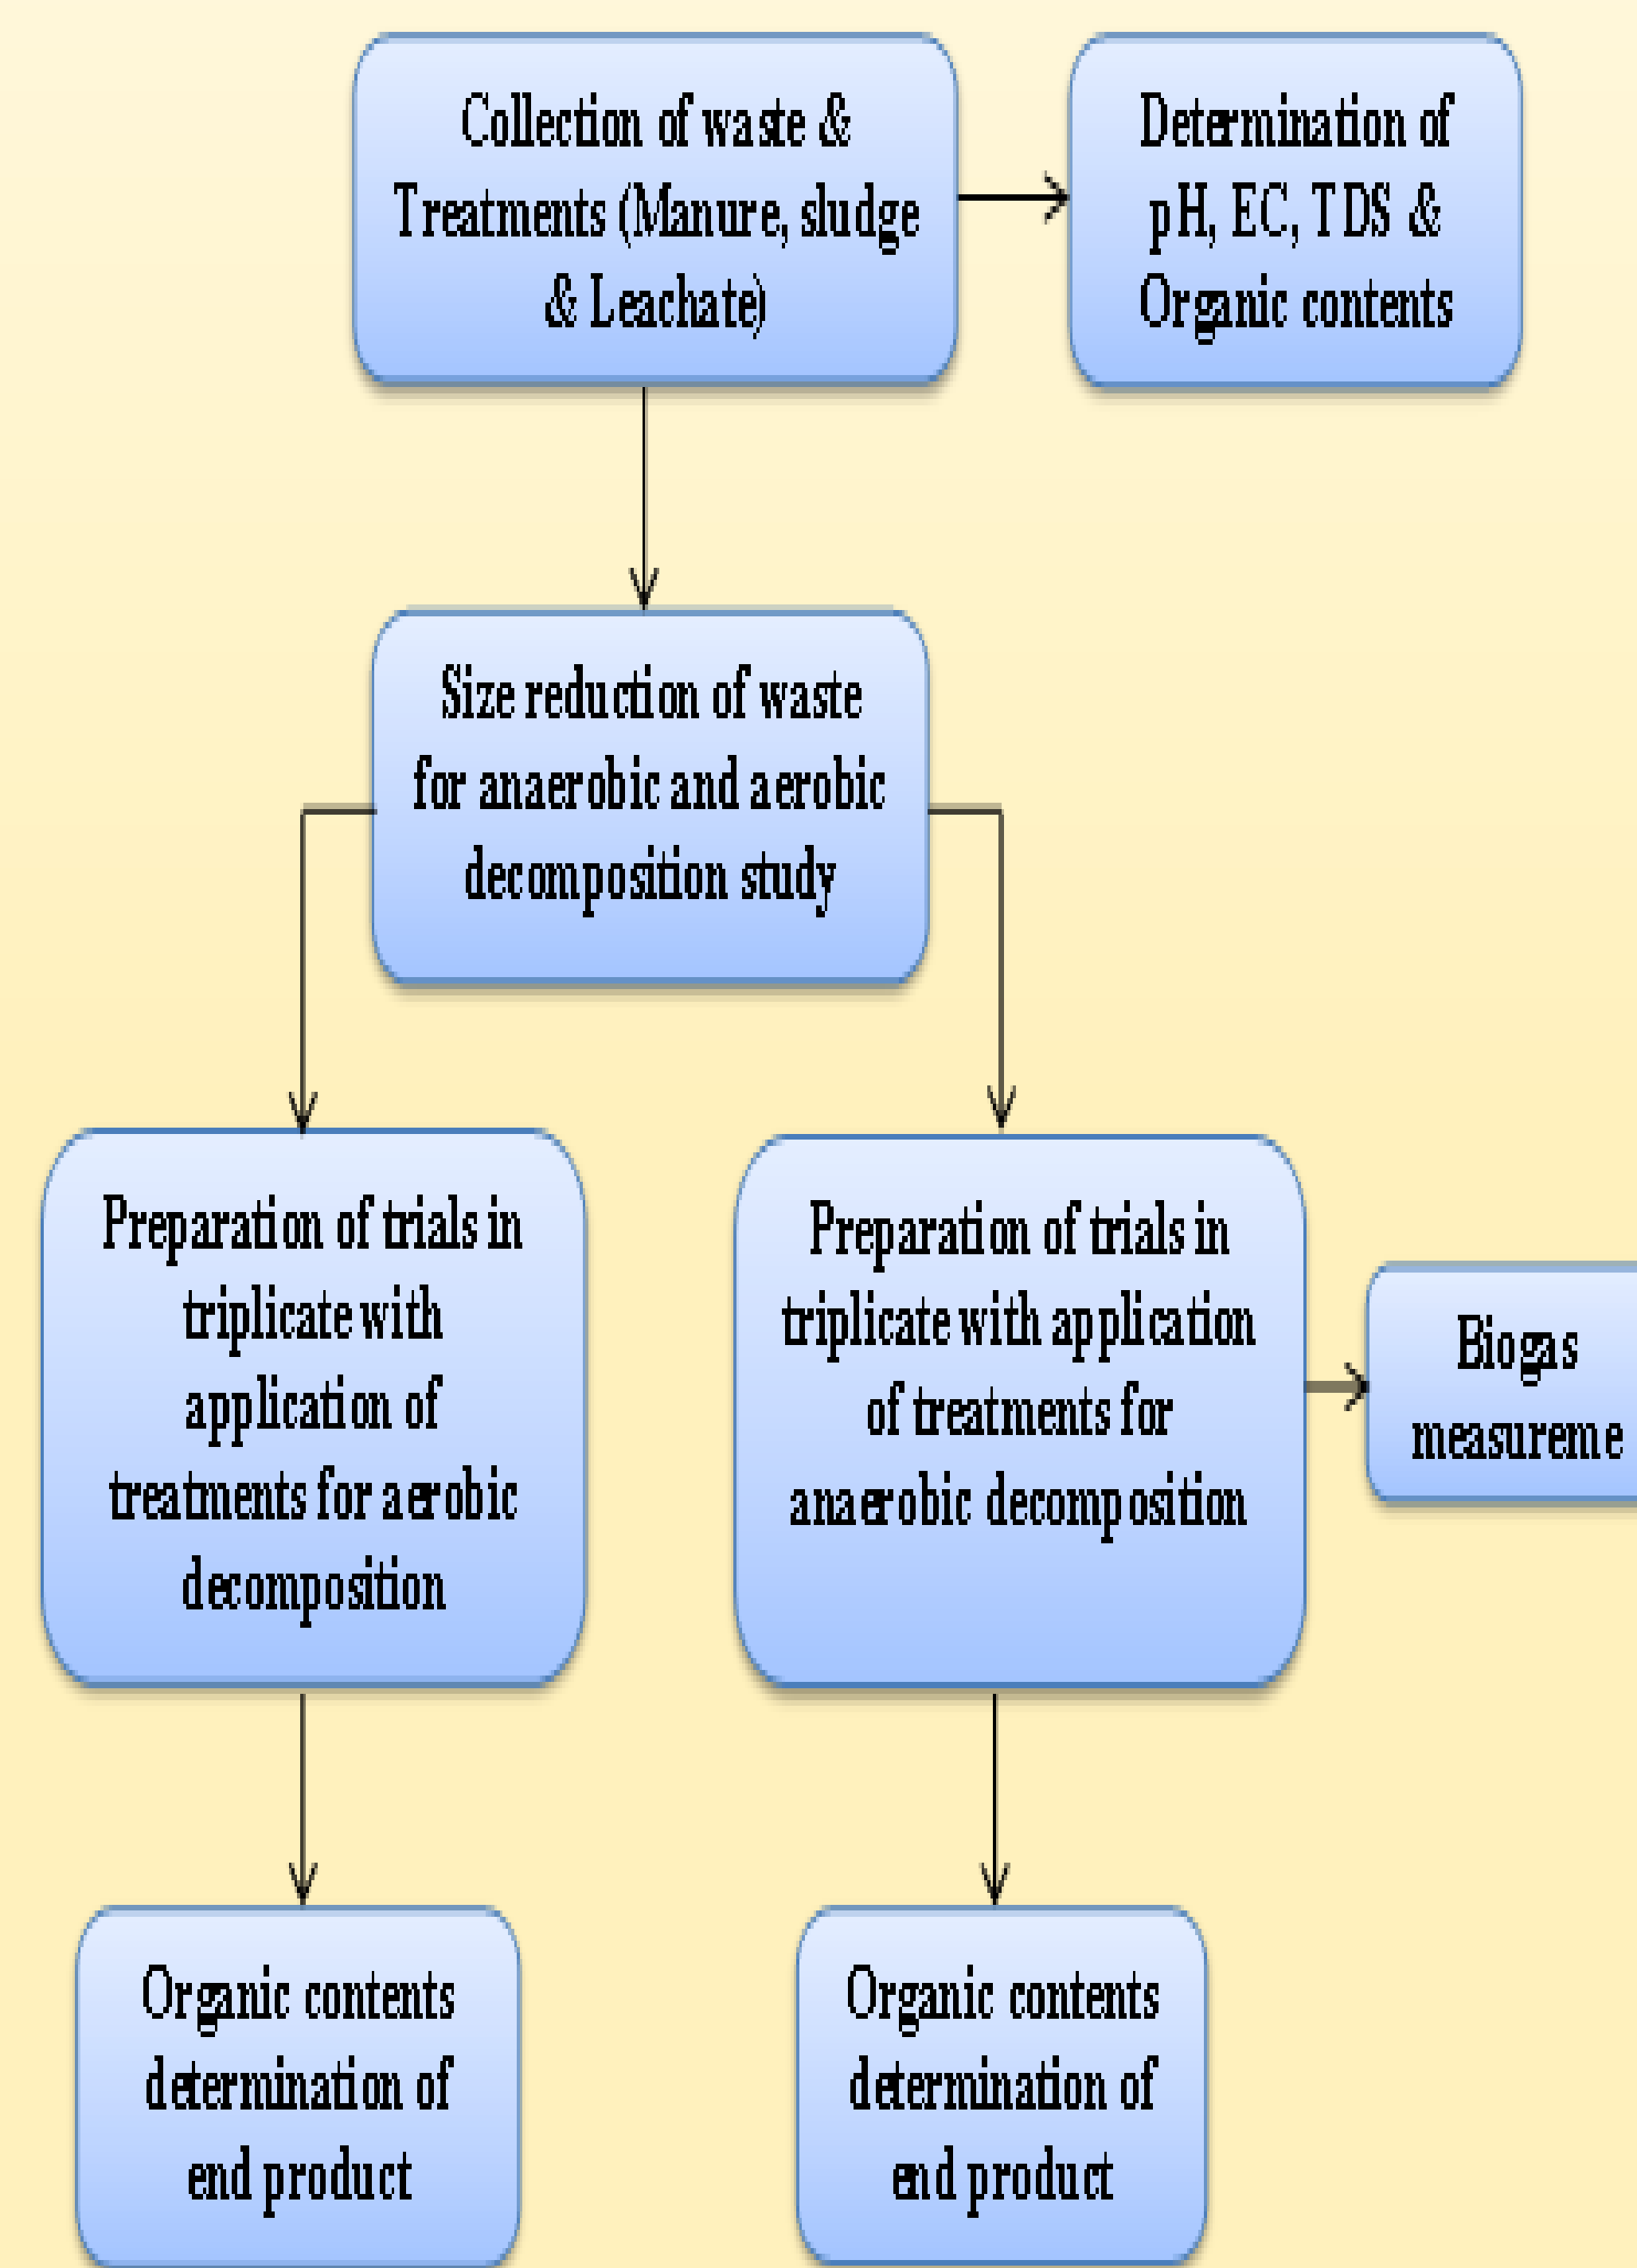 Collection of waste &
Treatments (Manure, sludge
& Leachate)
Determination of
pH, EC, TDS &
Organic contents
Size reduction of waste
for anaerobic and aerobic
decomposition study
Preparation of trials in
triplicate with
application of
treatments for aerobic
decomposition
Preparation of trials in
triplicate with application
of treatments for
anaerobic decomposition
Biogas
measureme
Organic contents
determination of
end product
Organic contents
determination of
end product